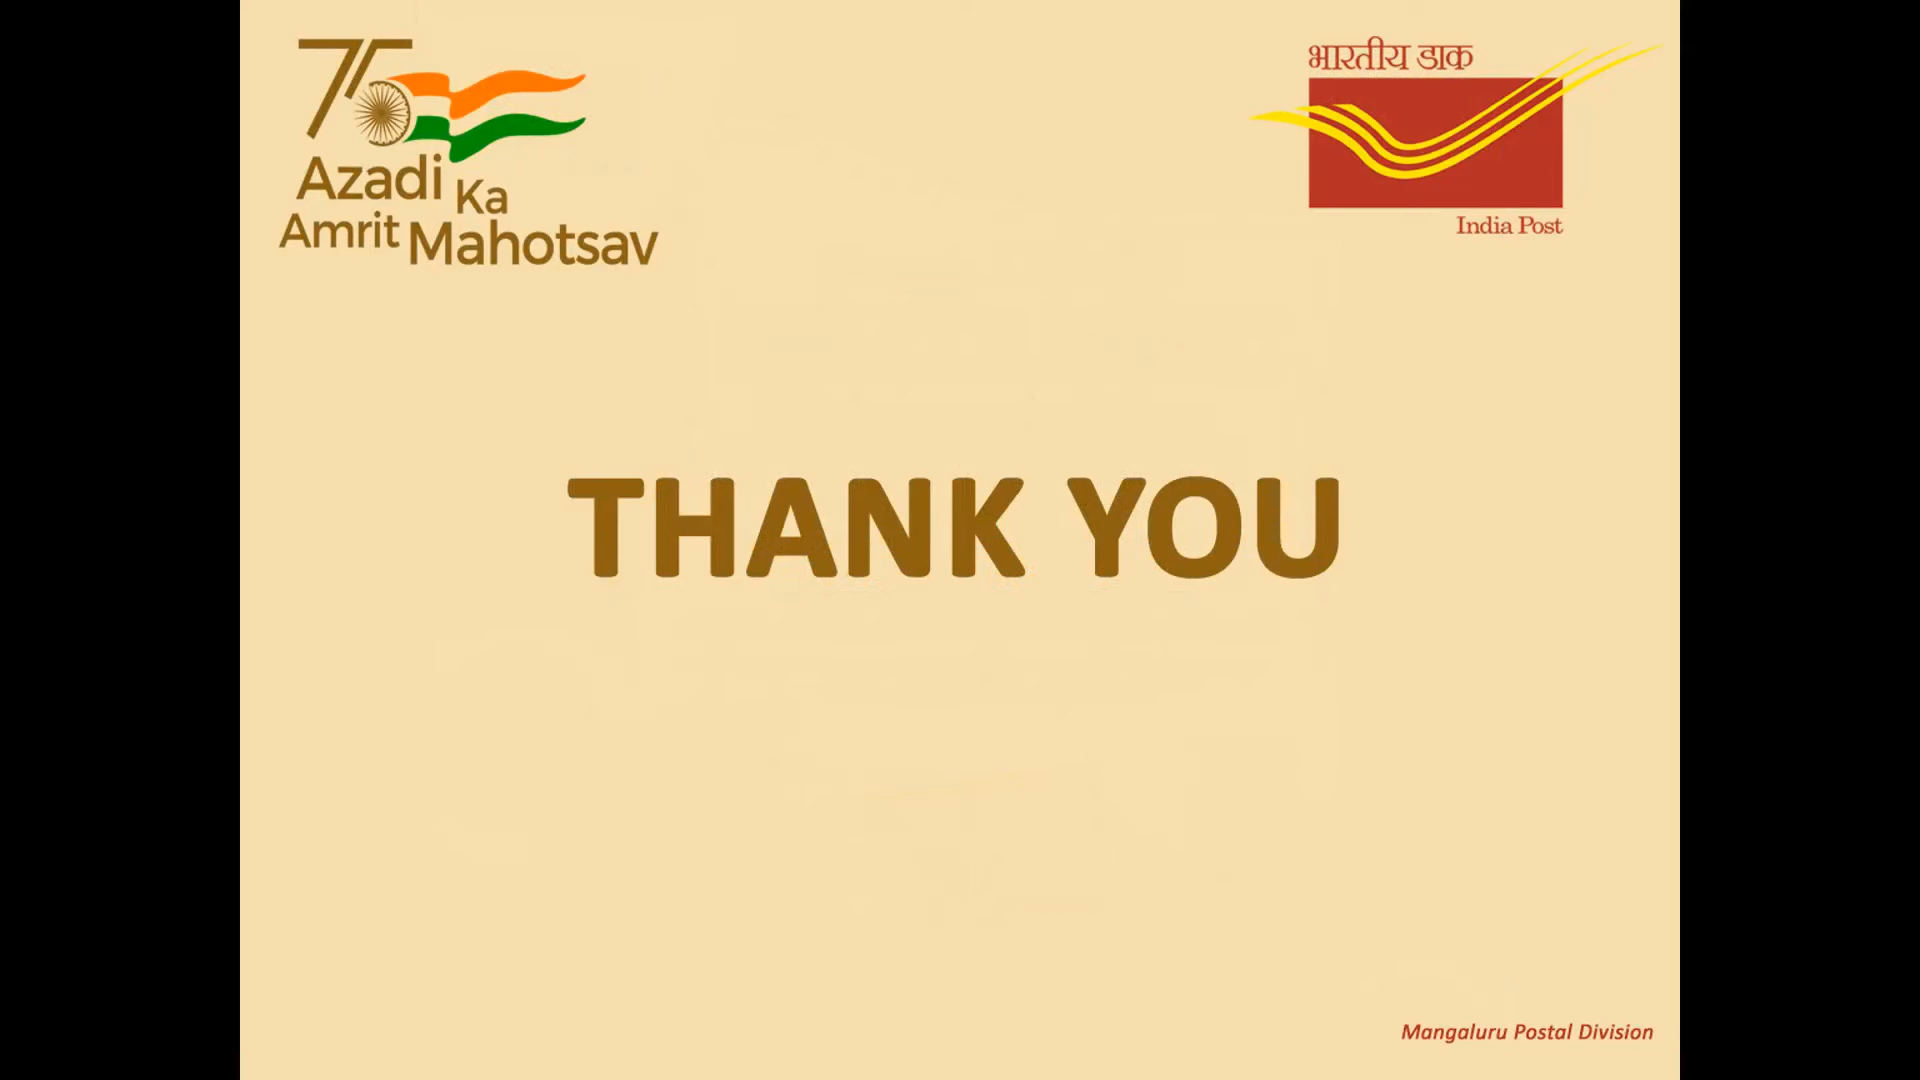 75
Azadi Ka
Amrit Mahotsav
भारतीय डाक
India Post
THANK YOU
Mangaluru Postal Division